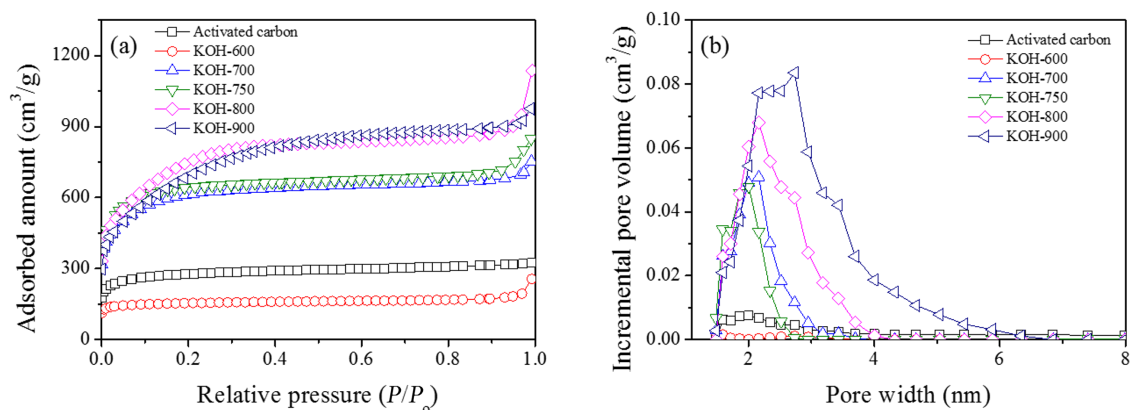 (a)
Activated carbon
KOH-600
KOH-700
KOH-750
KOH-800
KOH-900
1200
900
600
300
0
0.0
0.2
0.4
0.6
0.8
1.0
Adsorbed amount (cm³/g)
Relative pressure (P/P₀)
(b)
Activated carbon
KOH-600
KOH-700
KOH-750
KOH-800
KOH-900
0.10
0.08
0.06
0.04
0.02
0.00
2
4
6
8
Incremental pore volume (cm³/g)
Pore width (nm)